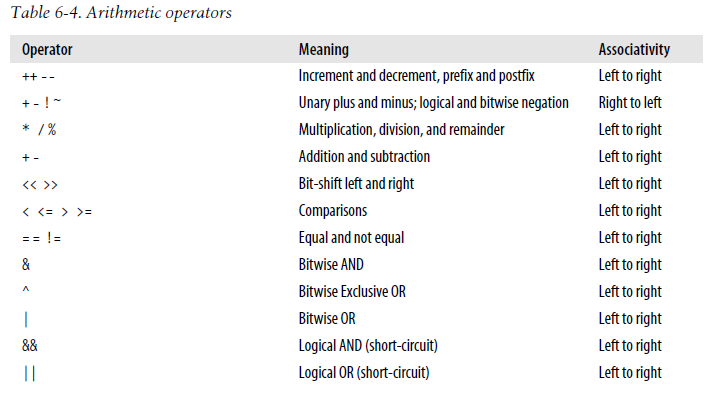 Table 6-4. Arithmetic operators
Operator Meaning Associativity
++ -- Increment and decrement, prefix and postfix Left to right
+ - ! ~ Unary plus and minus; logical and bitwise negation Right to left
* / % Multiplication, division, and remainder Left to right
+ - Addition and subtraction Left to right
<< >> Bit-shift left and right Left to right
< <= > >= Comparisons Left to right
== != Equal and not equal Left to right
& Bitwise AND Left to right
^ Bitwise Exclusive OR Left to right
| Bitwise OR Left to right
&& Logical AND (short-circuit) Left to right
|| Logical OR (short-circuit) Left to right